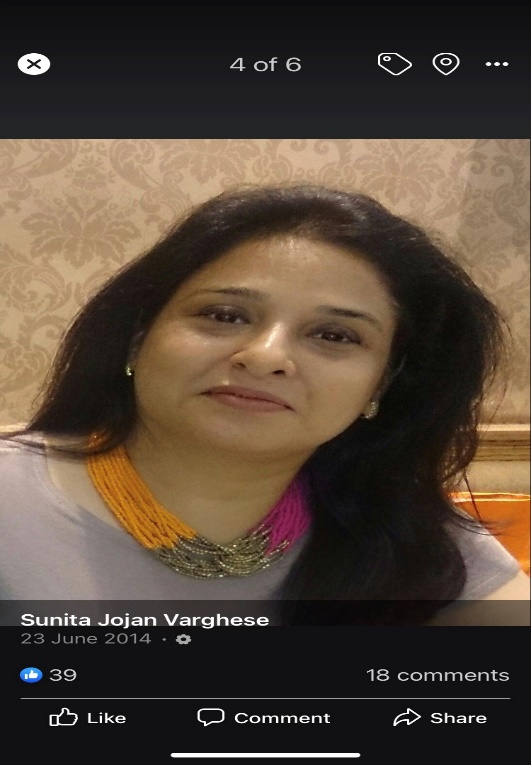 4 of 6
Sunita Jojan Varghese
23 June 2014 ·
39
18 comments
Like
Comment
Share